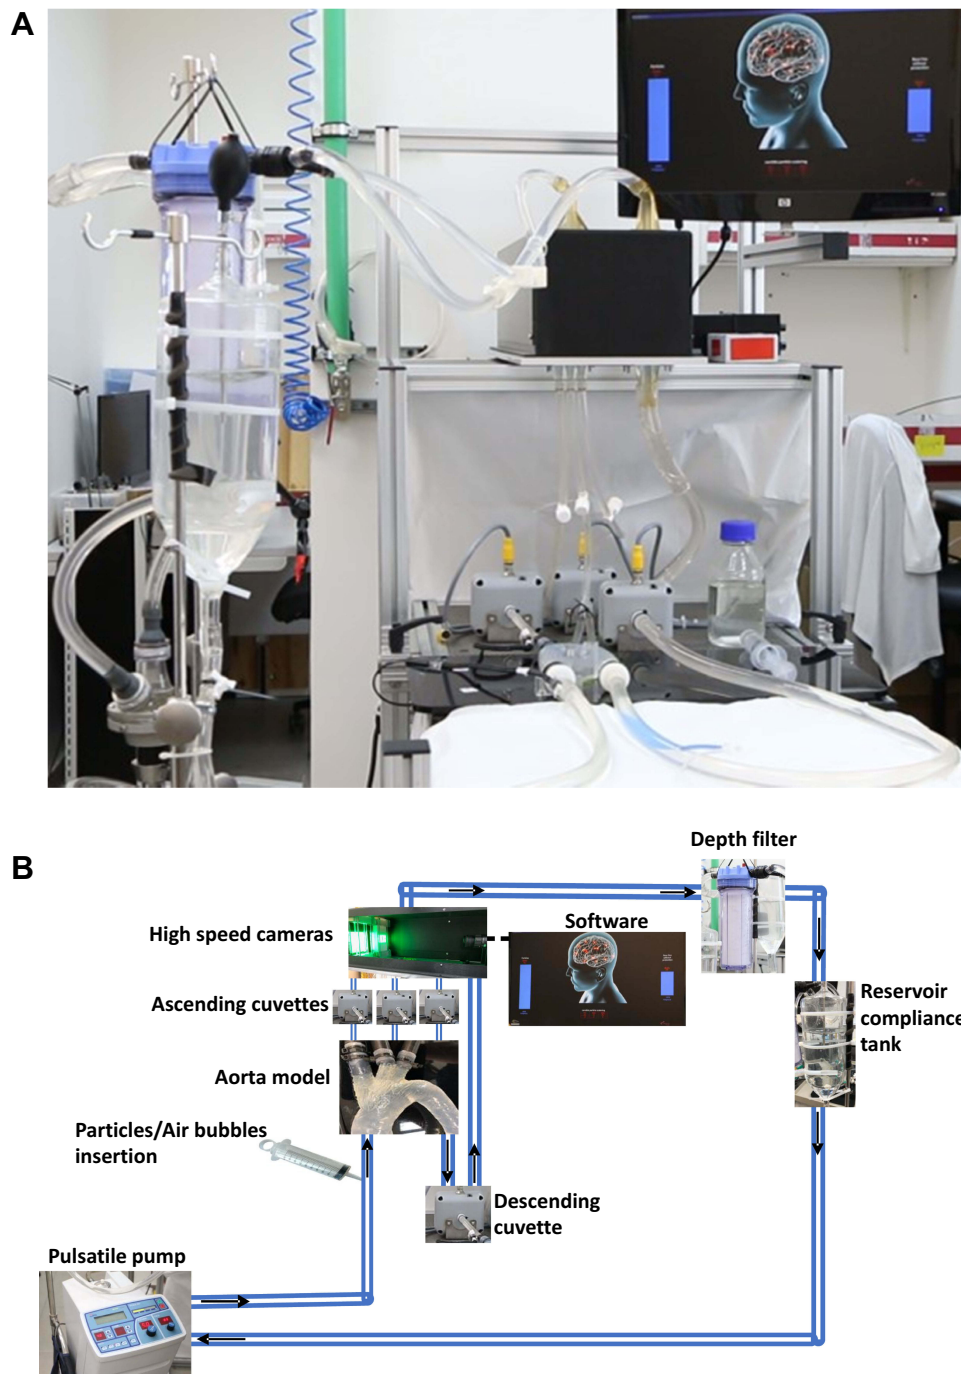 A
B
Depth filter
High speed cameras
Software
Ascending cuvettes
Reservoir
compliance
tank
Aorta model
Particles/Air bubbles
insertion
Descending
cuvette
Pulsatile pump